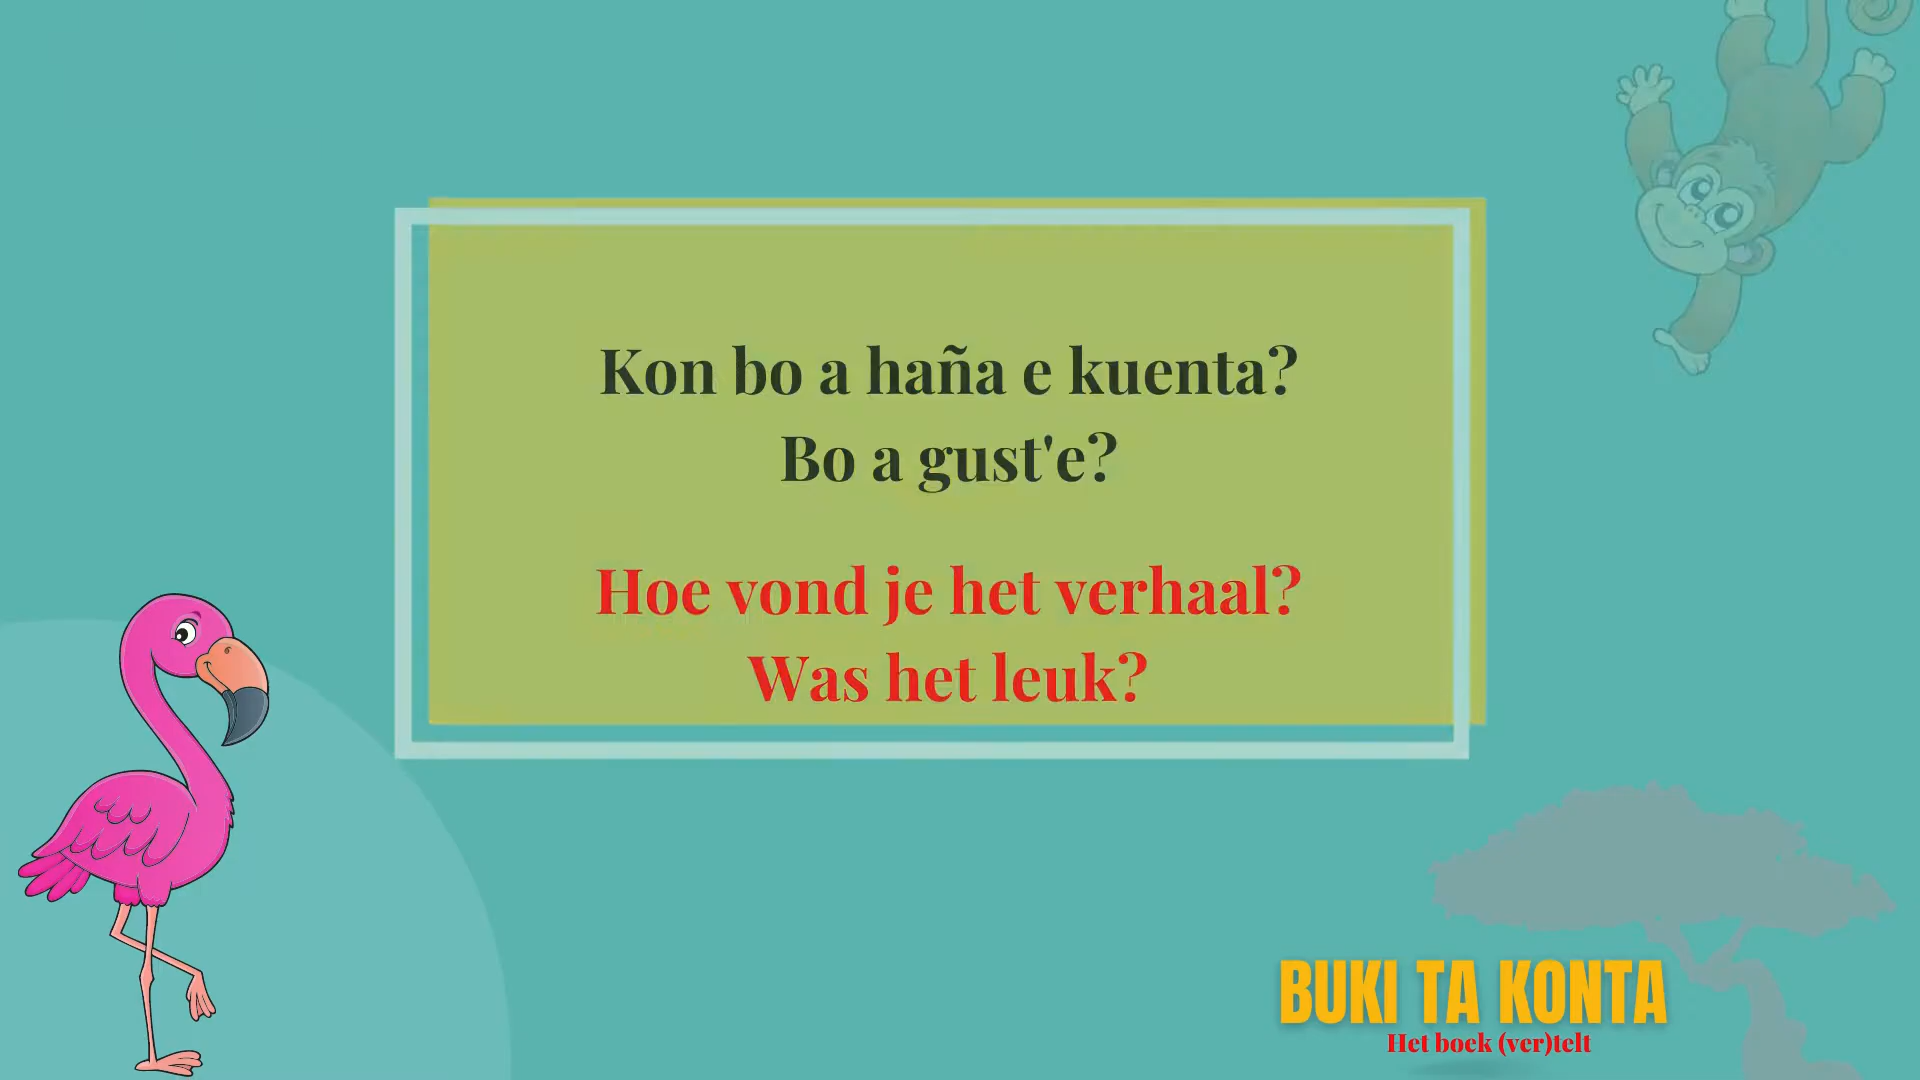 Kon bo a haña e kuenta?
Bo a gust'e?
Hoe vond je het verhaal?
Was het leuk?
BUKI TA KONTA
Het boek (ver)telt